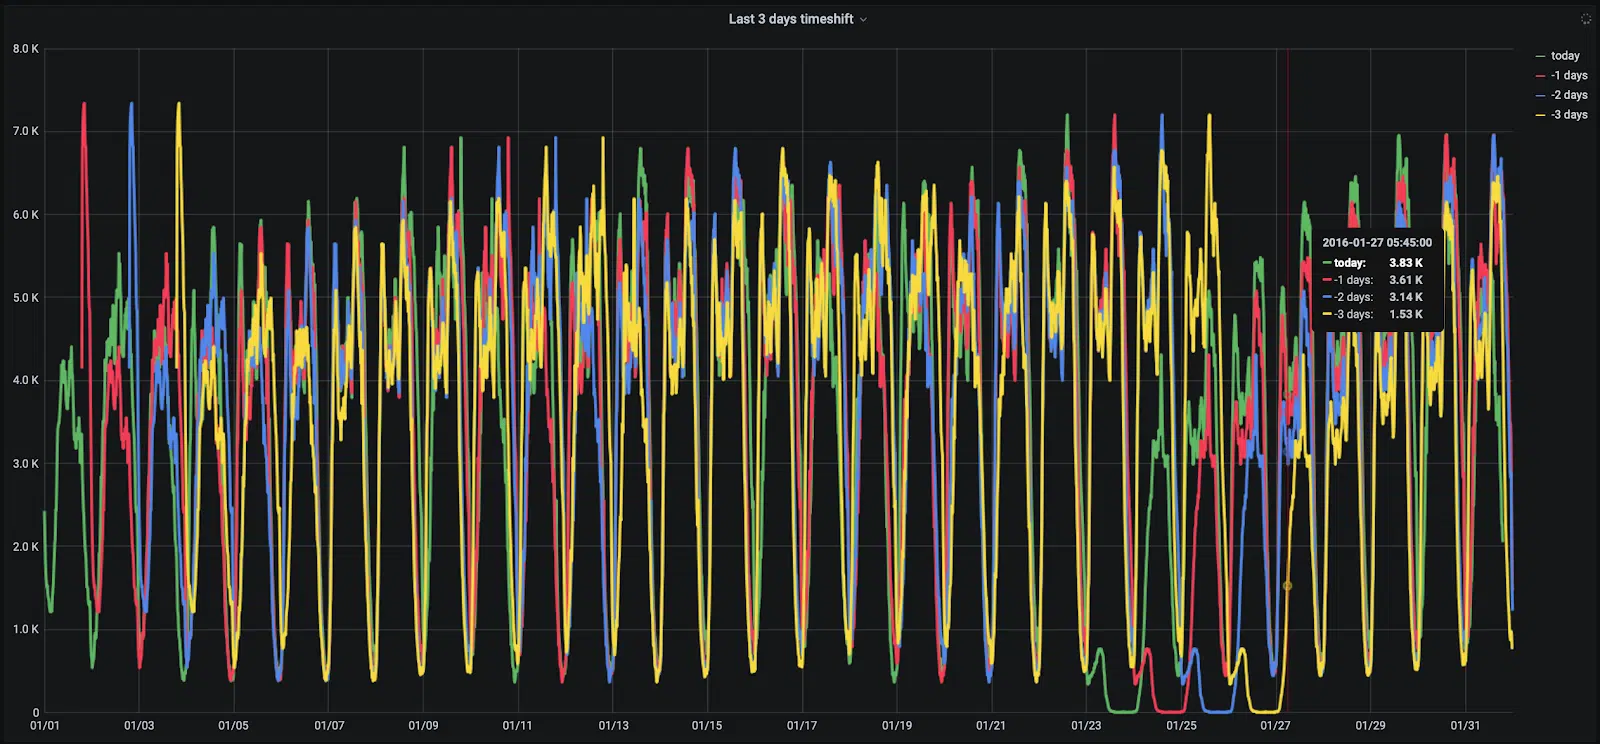 Last 3 days timeshift
8.0 K
7.0 K
6.0 K
5.0 K
4.0 K
3.0 K
2.0 K
1.0 K
0
01/01 01/03 01/05 01/07 01/09 01/11 01/13 01/15 01/17 01/19 01/21 01/23 01/25 01/27 01/29 01/31
today
-1 days
-2 days
-3 days
2016-01-27 05:45:00
today: 3.83 K
-1 days: 3.61 K
-2 days: 3.14 K
-3 days: 1.53 K